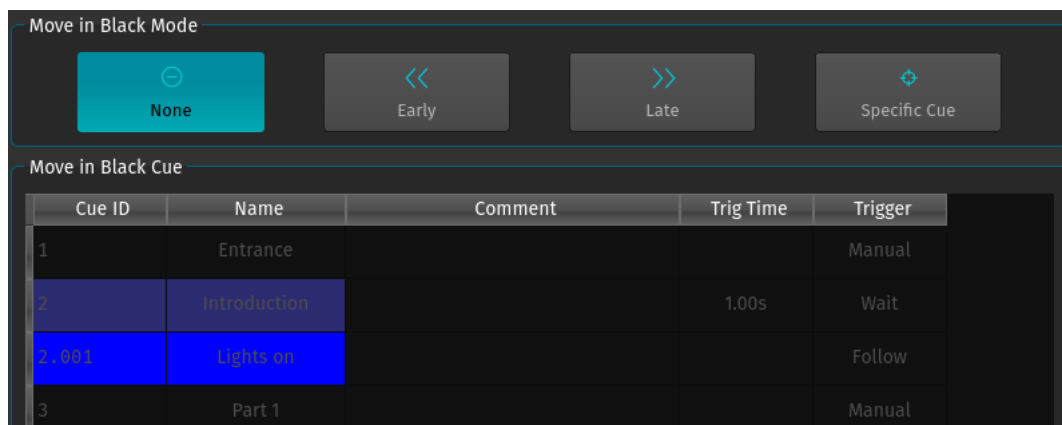 Move in Black Mode
None Early Late Specific Cue
Move in Black Cue
Cue ID Name Comment Trig Time Trigger
1 Entrance Manual
2 Introduction 1.00s Wait
2.001 Lights on Follow
3 Part 1 Manual